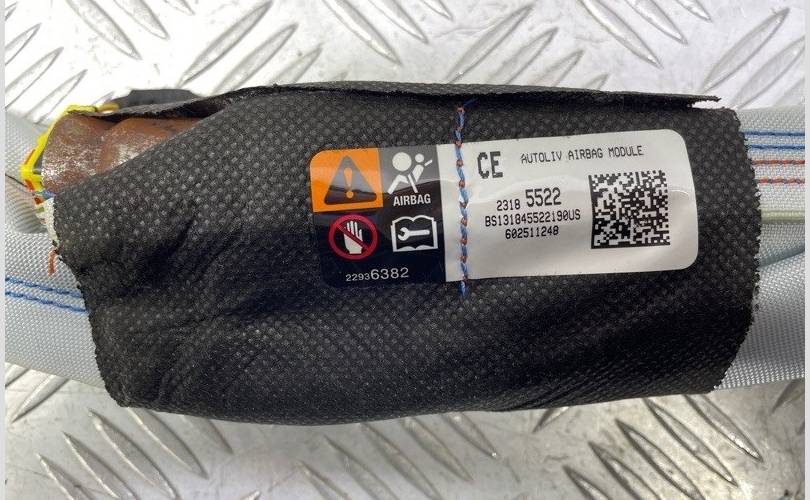 AIRBAG
22936382
CE AUTOLIV AIRBAG MODULE
2318 5522
BS131845522190US
602511248